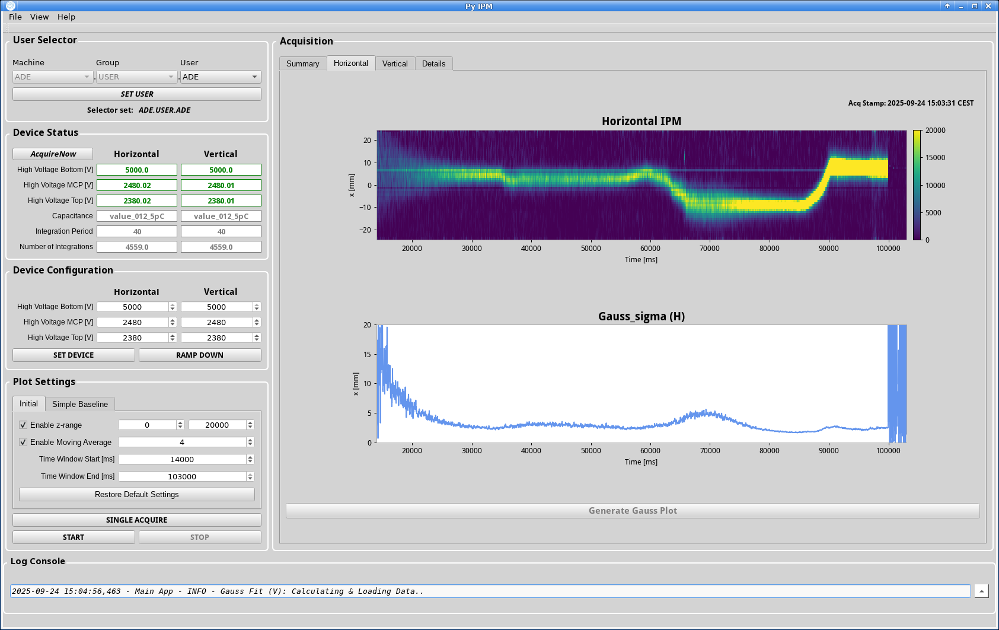 Py IPM
File View Help
User Selector
Machine Group User
ADE . USER . ADE
SET USER
Selector set: ADE.USER.ADE
Device Status
AcquireNow Horizontal Vertical
High Voltage Bottom [V] 5000.0 5000.0
High Voltage MCP [V] 2480.02 2480.01
High Voltage Top [V] 2380.02 2380.01
Capacitance value_012_5pC value_012_5pC
Integration Period 40 40
Number of Integrations 4559.0 4559.0
Device Configuration
Horizontal Vertical
High Voltage Bottom [V] 5000 5000
High Voltage MCP [V] 2480 2480
High Voltage Top [V] 2380 2380
SET DEVICE RAMP DOWN
Plot Settings
Initial Simple Baseline
Enable z-range 0 20000
Enable Moving Average 4
Time Window Start [ms] 14000
Time Window End [ms] 103000
Restore Default Settings
SINGLE ACQUIRE
START STOP
Acquisition
Summary Horizontal Vertical Details
Acq Stamp: 2025-09-24 15:03:31 CEST
Horizontal IPM
20
10
0
−10
−20
x [mm]
20000 30000 40000 50000 60000 70000 80000 90000 100000
Time [ms]
20000
15000
10000
5000
0
Gauss_sigma (H)
20
15
10
5
0
x [mm]
20000 30000 40000 50000 60000 70000 80000 90000 100000
Time [ms]
Generate Gauss Plot
Log Console
2025-09-24 15:04:56,463 - Main App - INFO - Gauss Fit (V): Calculating & Loading Data..